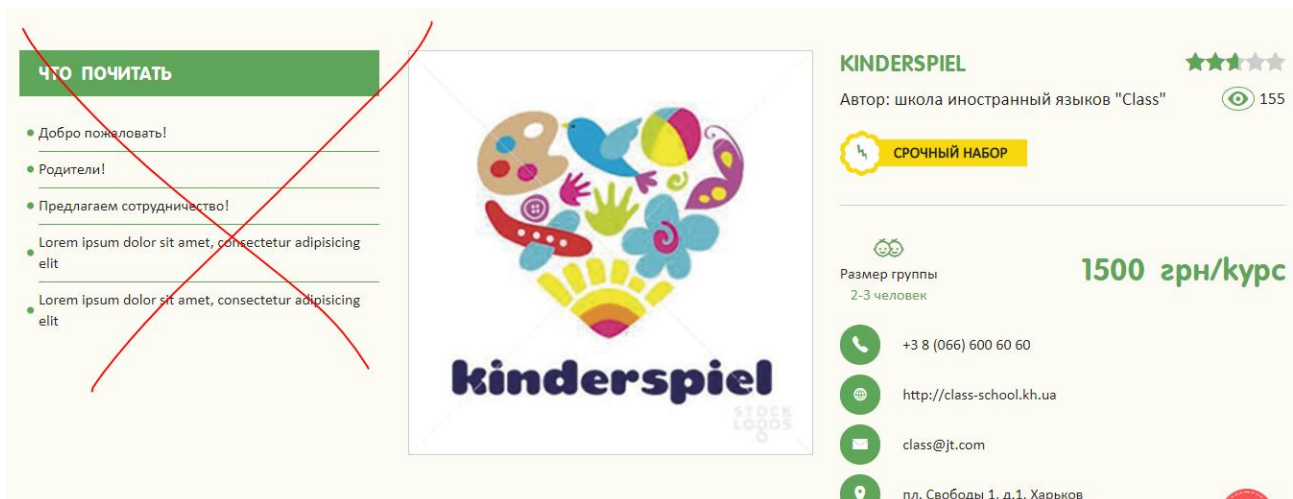 ЧТО ПОЧИТАТЬ
Добро пожаловать!
Родители!
Предлагаем сотрудничество!
Lorem ipsum dolor sit amet, consectetur adipisicing
elit
Lorem ipsum dolor sit amet, consectetur adipisicing
elit
kinderspiel
STOCK
LOGOS
KINDERSPIEL
155
Автор: школа иностранный языков "Class"
СРОЧНЫЙ НАБОР
Размер группы
2-3 человек
1500 грн/курс
+3 8 (066) 600 60 60
http://class-school.kh.ua
class@jt.com
пл. Свободы 1, д.1, Харьков